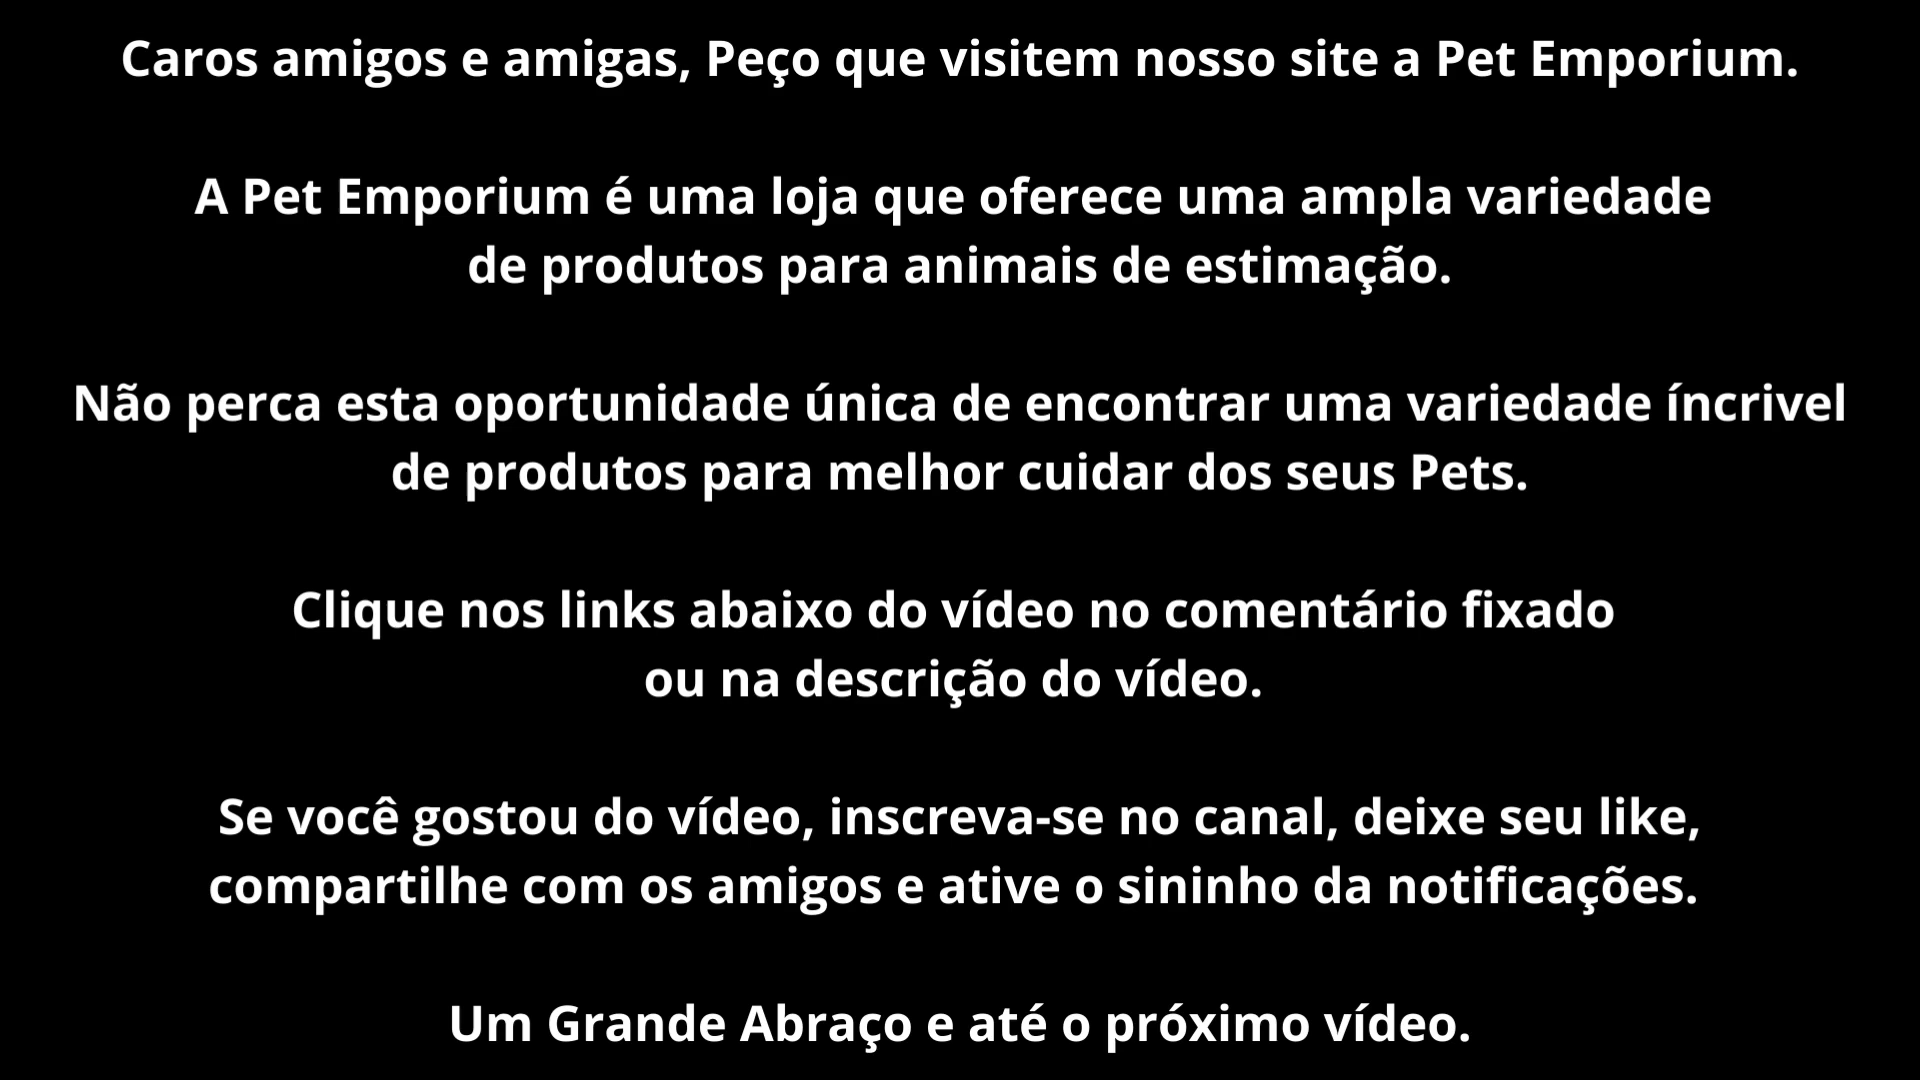 Caros amigos e amigas, Peço que visitem nosso site a Pet Emporium.
A Pet Emporium é uma loja que oferece uma ampla variedade
de produtos para animais de estimação.
Não perca esta oportunidade única de encontrar uma variedade íncrivel
de produtos para melhor cuidar dos seus Pets.
Clique nos links abaixo do vídeo no comentário fixado
ou na descrição do vídeo.
Se você gostou do vídeo, inscreva-se no canal, deixe seu like,
compartilhe com os amigos e ative o sininho da notificações.
Um Grande Abraço e até o próximo vídeo.